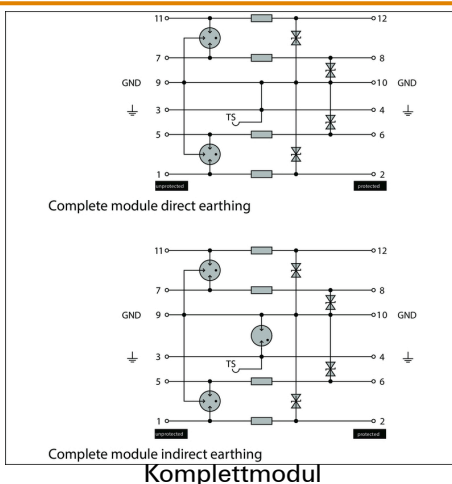 11 12
7 8
GND 9 10 GND
3 4
TS
5 6
1 2
unprotected protected
Complete module direct earthing
11 12
7 8
GND 9 10 GND
3 4
TS
5 6
1 2
unprotected protected
Complete module indirect earthing
Komplettmodul